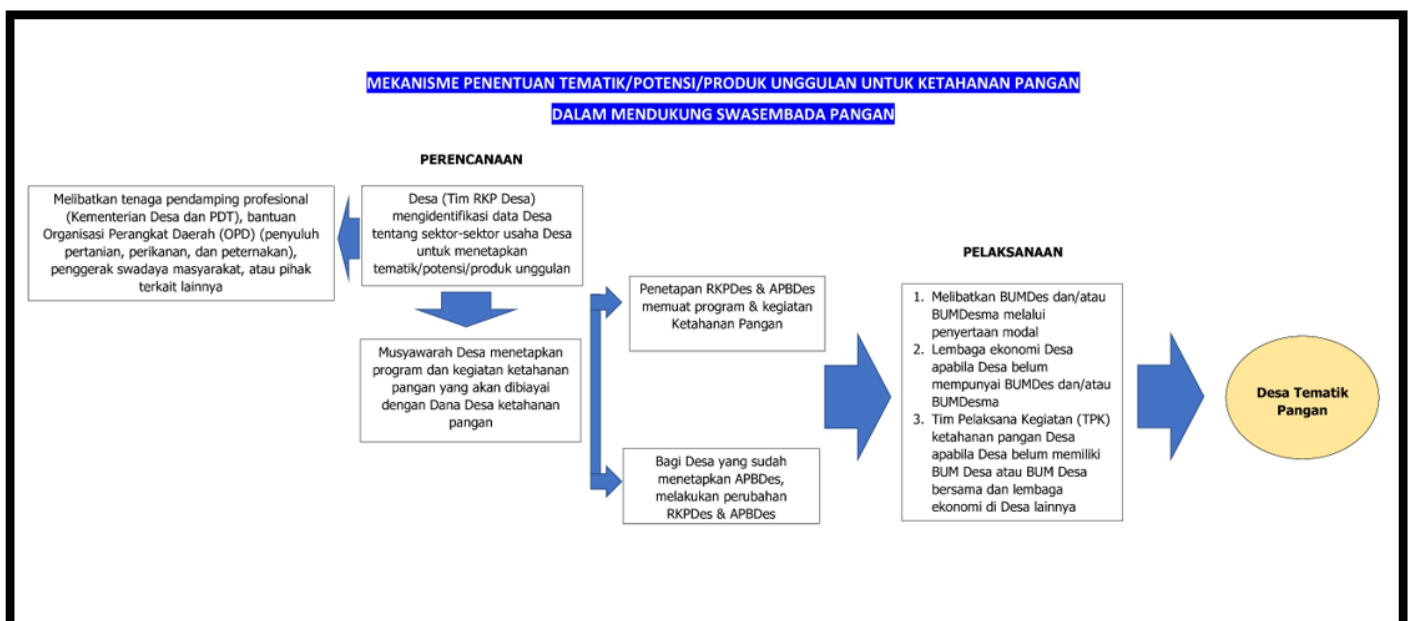 MEKANISME PENENTUAN TEMATIK/POTENSI/PRODUK UNGGULAN UNTUK KETAHANAN PANGAN
DALAM MENDUKUNG SWASEMBADA PANGAN
PERENCANAAN
Melibatkan tenaga pendamping profesional
(Kementerian Desa dan PDT), bantuan
Organisasi Perangkat Daerah (OPD) (penyuluh
pertanian, perikanan, dan peternakan),
penggerak swadaya masyarakat, atau pihak
terkait lainnya
Desa (Tim RKP Desa)
mengidentifikasi data Desa
tentang sektor-sektor usaha Desa
untuk menetapkan
tematik/potensi/produk unggulan
Musyawarah Desa menetapkan
program dan kegiatan ketahanan
pangan yang akan dibiayai
dengan Dana Desa ketahanan
pangan
Penetapan RKPDes & APBDes
memuat program & kegiatan
Ketahanan Pangan
Bagi Desa yang sudah
menetapkan APBDes,
melakukan perubahan
RKPDes & APBDes
PELAKSANAAN
1. Melibatkan BUMDes dan/atau
BUMDesma melalui
penyertaan modal
2. Lembaga ekonomi Desa
apabila Desa belum
mempunyai BUMDes dan/atau
BUMDesma
3. Tim Pelaksana Kegiatan (TPK)
ketahanan pangan Desa
apabila Desa belum memiliki
BUM Desa atau BUM Desa
bersama dan lembaga
ekonomi di Desa lainnya
Desa Tematik
Pangan